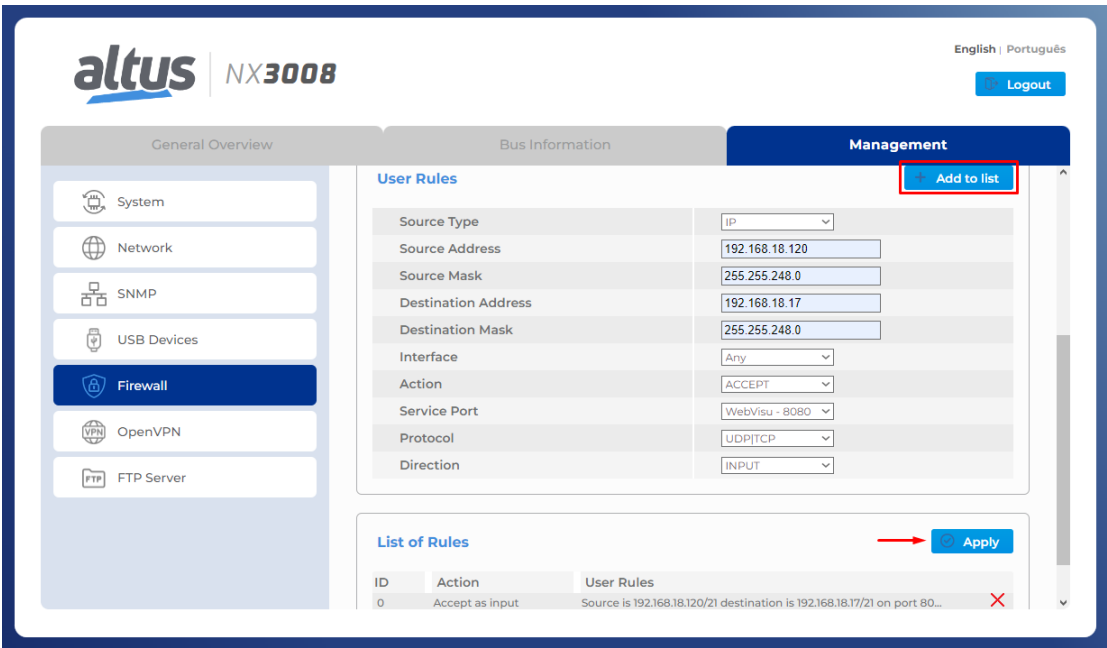 altus NX3008
English | Português
Logout
General Overview Bus Information Management
System
Network
SNMP
USB Devices
Firewall
VPN OpenVPN
FTP FTP Server
User Rules + Add to list
Source Type IP
Source Address 192.168.18.120
Source Mask 255.255.248.0
Destination Address 192.168.18.17
Destination Mask 255.255.248.0
Interface Any
Action ACCEPT
Service Port WebVisu - 8080
Protocol UDP|TCP
Direction INPUT
List of Rules Apply
ID Action User Rules
0 Accept as input Source is 192.168.18.120/21 destination is 192.168.18.17/21 on port 80...